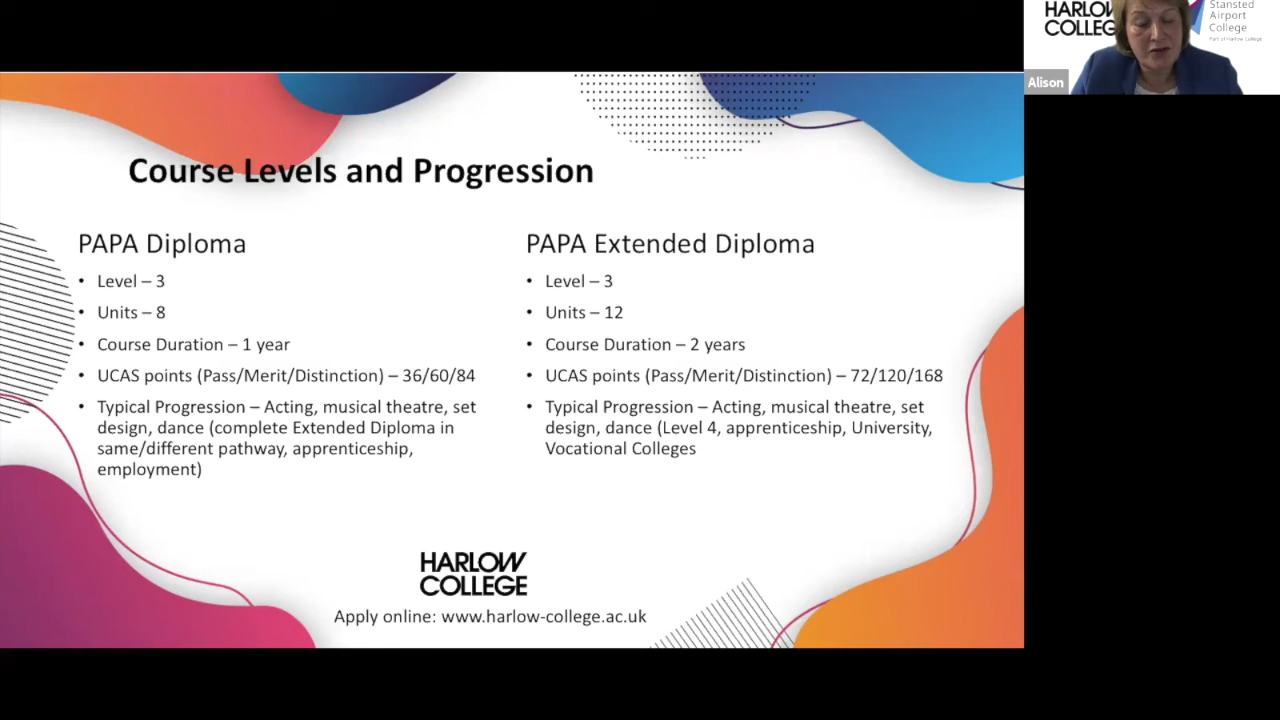 HARLOW
COLLEG
Stansted
Airport
College
Part of Harlow College
Alison
Course Levels and Progression
PAPA Diploma
• Level – 3
• Units – 8
• Course Duration – 1 year
• UCAS points (Pass/Merit/Distinction) – 36/60/84
• Typical Progression – Acting, musical theatre, set
design, dance (complete Extended Diploma in
same/different pathway, apprenticeship,
employment)
PAPA Extended Diploma
• Level – 3
• Units – 12
• Course Duration – 2 years
• UCAS points (Pass/Merit/Distinction) – 72/120/168
• Typical Progression – Acting, musical theatre, set
design, dance (Level 4, apprenticeship, University,
Vocational Colleges
HARLOW
COLLEGE
Apply online: www.harlow-college.ac.uk